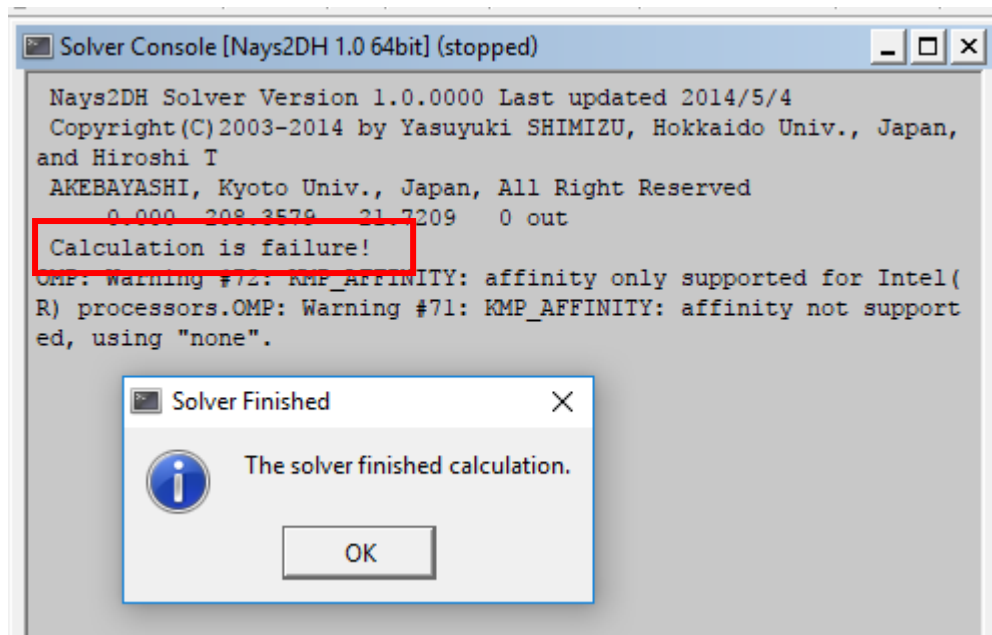 Solver Console [Nays2DH 1.0 64bit] (stopped)
Nays2DH Solver Version 1.0.0000 Last updated 2014/5/4
Copyright(C)2003-2014 by Yasuyuki SHIMIZU, Hokkaido Univ., Japan,
and Hiroshi T
AKEBAYASHI, Kyoto Univ., Japan, All Right Reserved
0.000 208.3579 21.7209 0 out
Calculation is failure!
OMP: Warning #72: KMP_AFFINITY: affinity only supported for Intel(
R) processors.OMP: Warning #71: KMP_AFFINITY: affinity not support
ed, using "none".
Solver Finished
The solver finished calculation.
OK